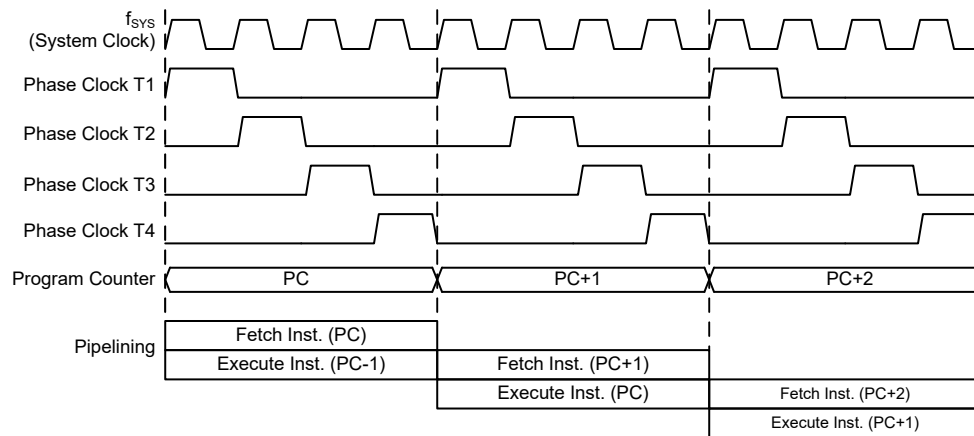 fSYS
(System Clock)
Phase Clock T1
Phase Clock T2
Phase Clock T3
Phase Clock T4
Program Counter
PC
PC+1
PC+2
Pipelining
Fetch Inst. (PC)
Execute Inst. (PC-1)
Fetch Inst. (PC+1)
Execute Inst. (PC)
Fetch Inst. (PC+2)
Execute Inst. (PC+1)